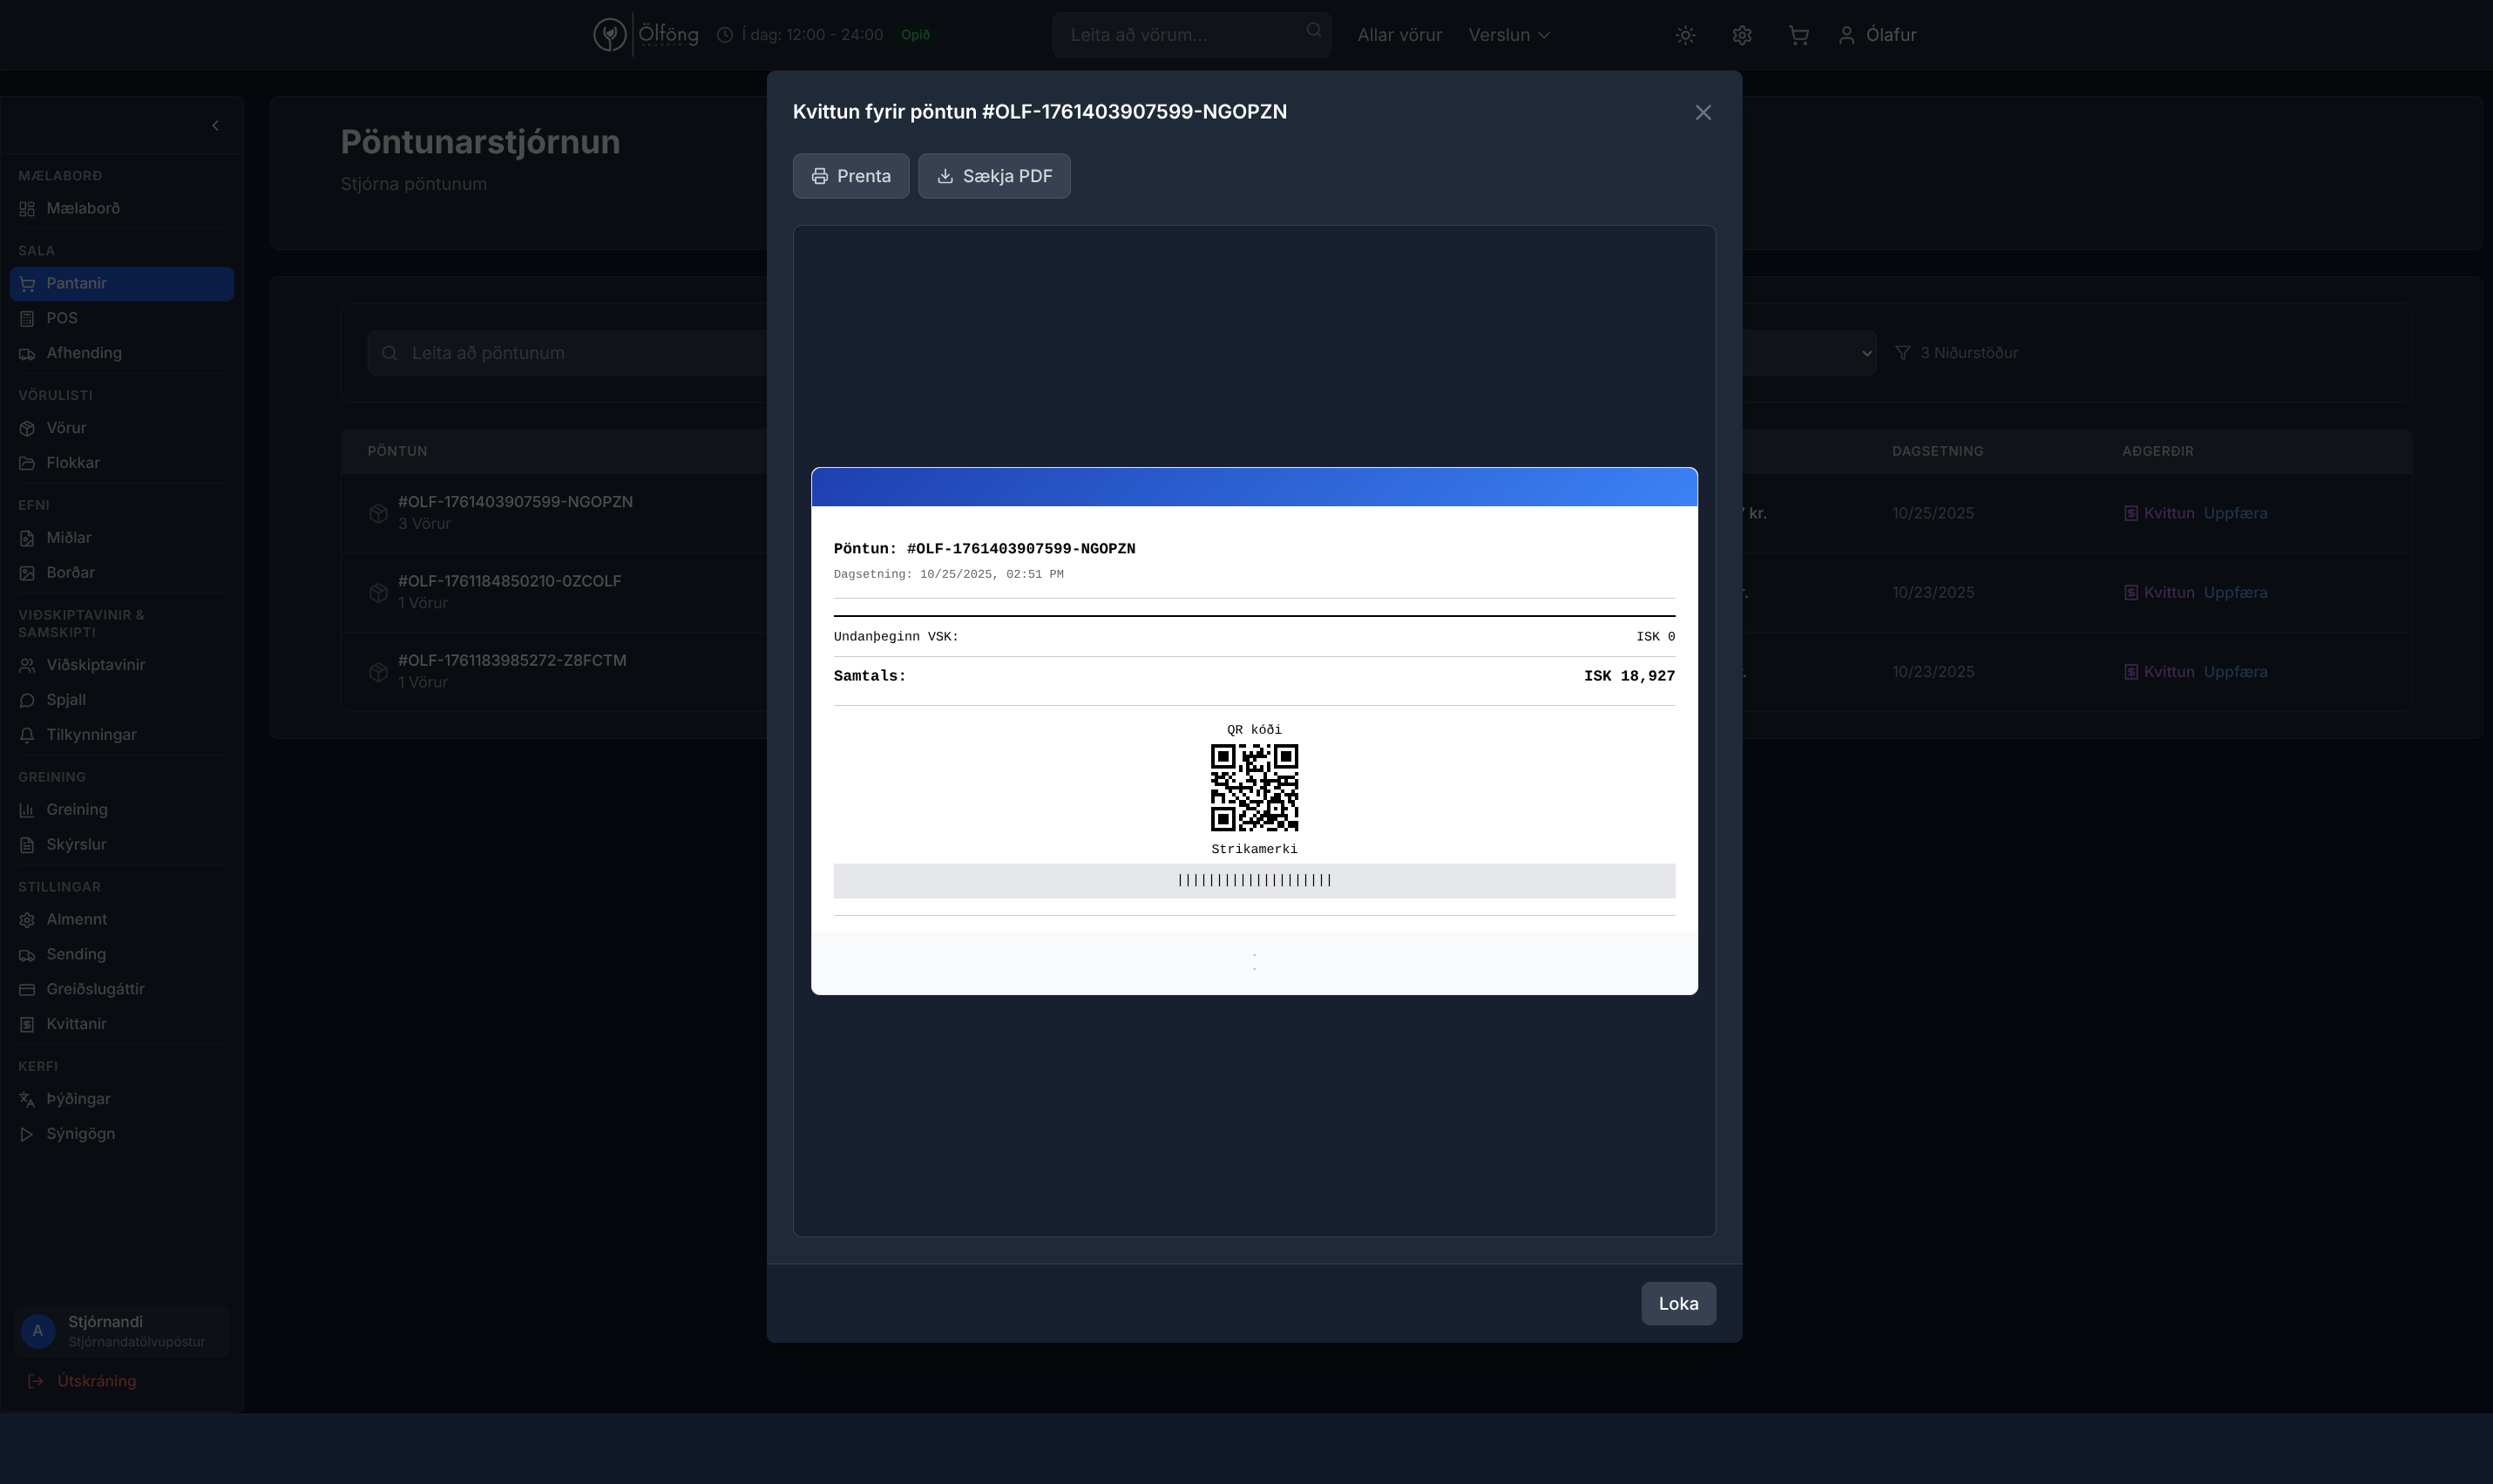 Ölföng
Í dag: 12:00 - 24:00
Opið
Leita að vörum...
Allar vörur
Verslun
Ólafur
MÆLABORÐ
Mælaborð
SALA
Pantanir
POS
Afhending
VÖRULISTI
Vörur
Flokkar
EFNI
Miðlar
Borðar
VIÐSKIPTAVINIR &
SAMSKIPTI
Viðskiptavinir
Spjall
Tilkynningar
GREINING
Greining
Skýrslur
STILLINGAR
Almennt
Sending
Greiðslugáttir
Kvittanir
KERFI
Þýðingar
Sýnigögn
A
Stjórnandi
Stjórnandatölvupóstur
Útskráning
Pöntunarstjórnun
Stjórna pöntunum
Leita að pöntunum
3 Niðurstöður
PÖNTUN
DAGSETNING
AÐGERÐIR
#OLF-1761403907599-NGOPZN
3 Vörur
kr.
10/25/2025
Kvittun Uppfæra
#OLF-1761184850210-0ZCOLF
1 Vörur
10/23/2025
Kvittun Uppfæra
#OLF-1761183985272-Z8FCTM
1 Vörur
10/23/2025
Kvittun Uppfæra
Kvittun fyrir pöntun #OLF-1761403907599-NGOPZN
Prenta
Sækja PDF
Pöntun: #OLF-1761403907599-NGOPZN
Dagsetning: 10/25/2025, 02:51 PM
Undanþeginn VSK: ISK 0
Samtals: ISK 18,927
QR kóði
Strikamerki
||||||||||||||||||||
-
-
Loka